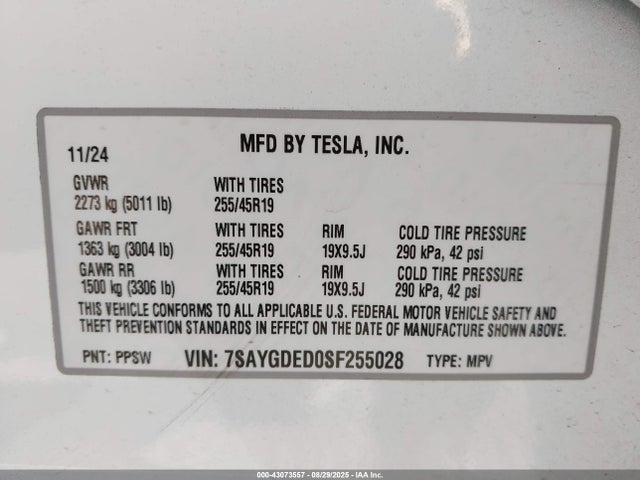 MFD BY TESLA, INC.
11/24
GVWR WITH TIRES
2273 kg (5011 lb) 255/45R19
GAWR FRT WITH TIRES RIM COLD TIRE PRESSURE
1363 kg (3004 lb) 255/45R19 19X9.5J 290 kPa, 42 psi
GAWR RR WITH TIRES RIM COLD TIRE PRESSURE
1500 kg (3306 lb) 255/45R19 19X9.5J 290 kPa, 42 psi
THIS VEHICLE CONFORMS TO ALL APPLICABLE U.S. FEDERAL MOTOR VEHICLE SAFETY AND
THEFT PREVENTION STANDARDS IN EFFECT ON THE DATE OF MANUFACTURE SHOWN ABOVE.
PNT: PPSW VIN: 7SAYGDED0SF255028 TYPE: MPV
000-43073557 - 08/29/2025 - IAA Inc.